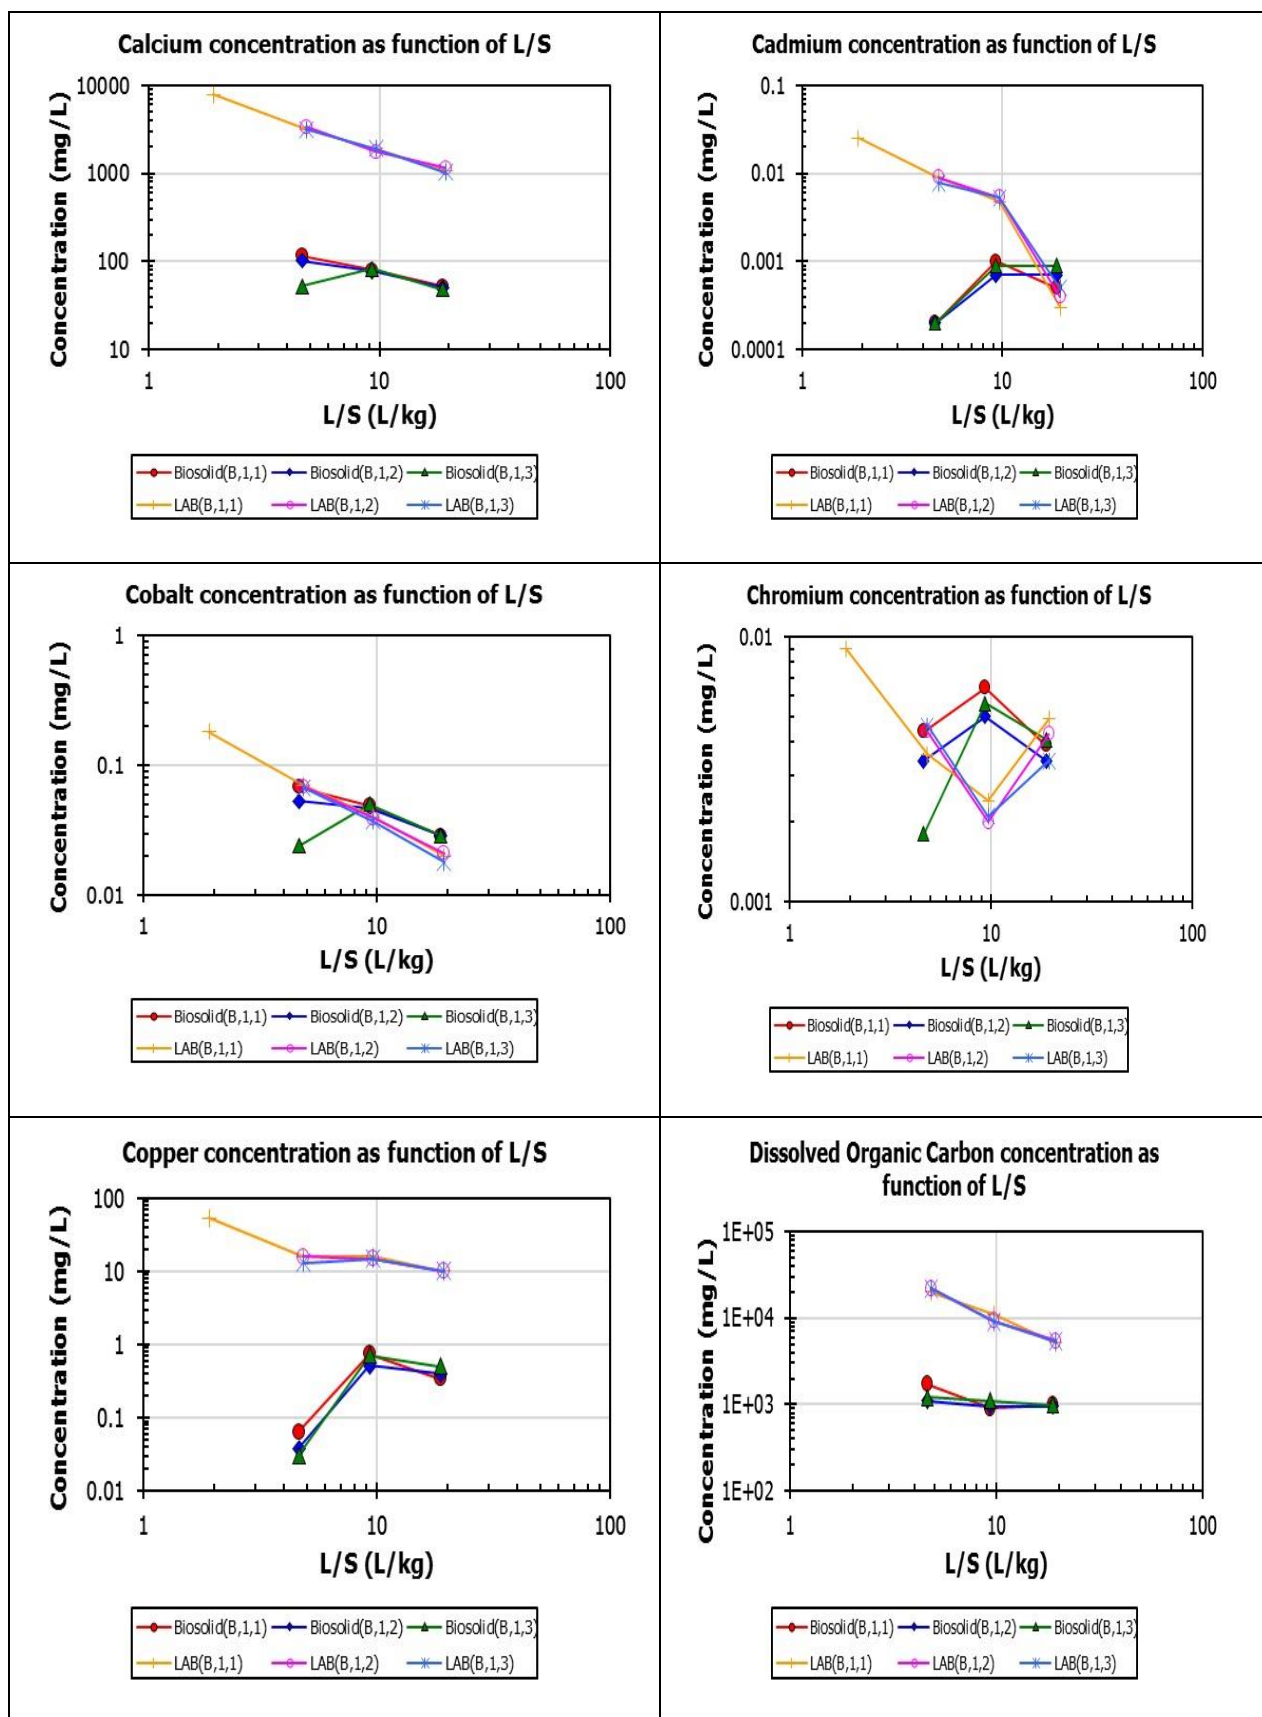 Calcium concentration as function of L/S
Concentration (mg/L)
10000
1000
100
10
1
10
100
L/S (L/kg)
Biosolid(B,1,1) Biosolid(B,1,2) Biosolid(B,1,3)
LAB(B,1,1) LAB(B,1,2) LAB(B,1,3)
Cadmium concentration as function of L/S
Concentration (mg/L)
0.1
0.01
0.001
0.0001
1
10
100
L/S (L/kg)
Biosolid(B,1,1) Biosolid(B,1,2) Biosolid(B,1,3)
LAB(B,1,1) LAB(B,1,2) LAB(B,1,3)
Cobalt concentration as function of L/S
Concentration (mg/L)
1
0.1
0.01
1
10
100
L/S (L/kg)
Biosolid(B,1,1) Biosolid(B,1,2) Biosolid(B,1,3)
LAB(B,1,1) LAB(B,1,2) LAB(B,1,3)
Chromium concentration as function of L/S
Concentration (mg/L)
0.01
0.001
1
10
100
L/S (L/kg)
Biosolid(B,1,1) Biosolid(B,1,2) Biosolid(B,1,3)
LAB(B,1,1) LAB(B,1,2) LAB(B,1,3)
Copper concentration as function of L/S
Concentration (mg/L)
100
10
1
0.1
0.01
1
10
100
L/S (L/kg)
Biosolid(B,1,1) Biosolid(B,1,2) Biosolid(B,1,3)
LAB(B,1,1) LAB(B,1,2) LAB(B,1,3)
Dissolved Organic Carbon concentration as
function of L/S
Concentration (mg/L)
1E+05
1E+04
1E+03
1E+02
1
10
100
L/S (L/kg)
Biosolid(B,1,1) Biosolid(B,1,2) Biosolid(B,1,3)
LAB(B,1,1) LAB(B,1,2) LAB(B,1,3)